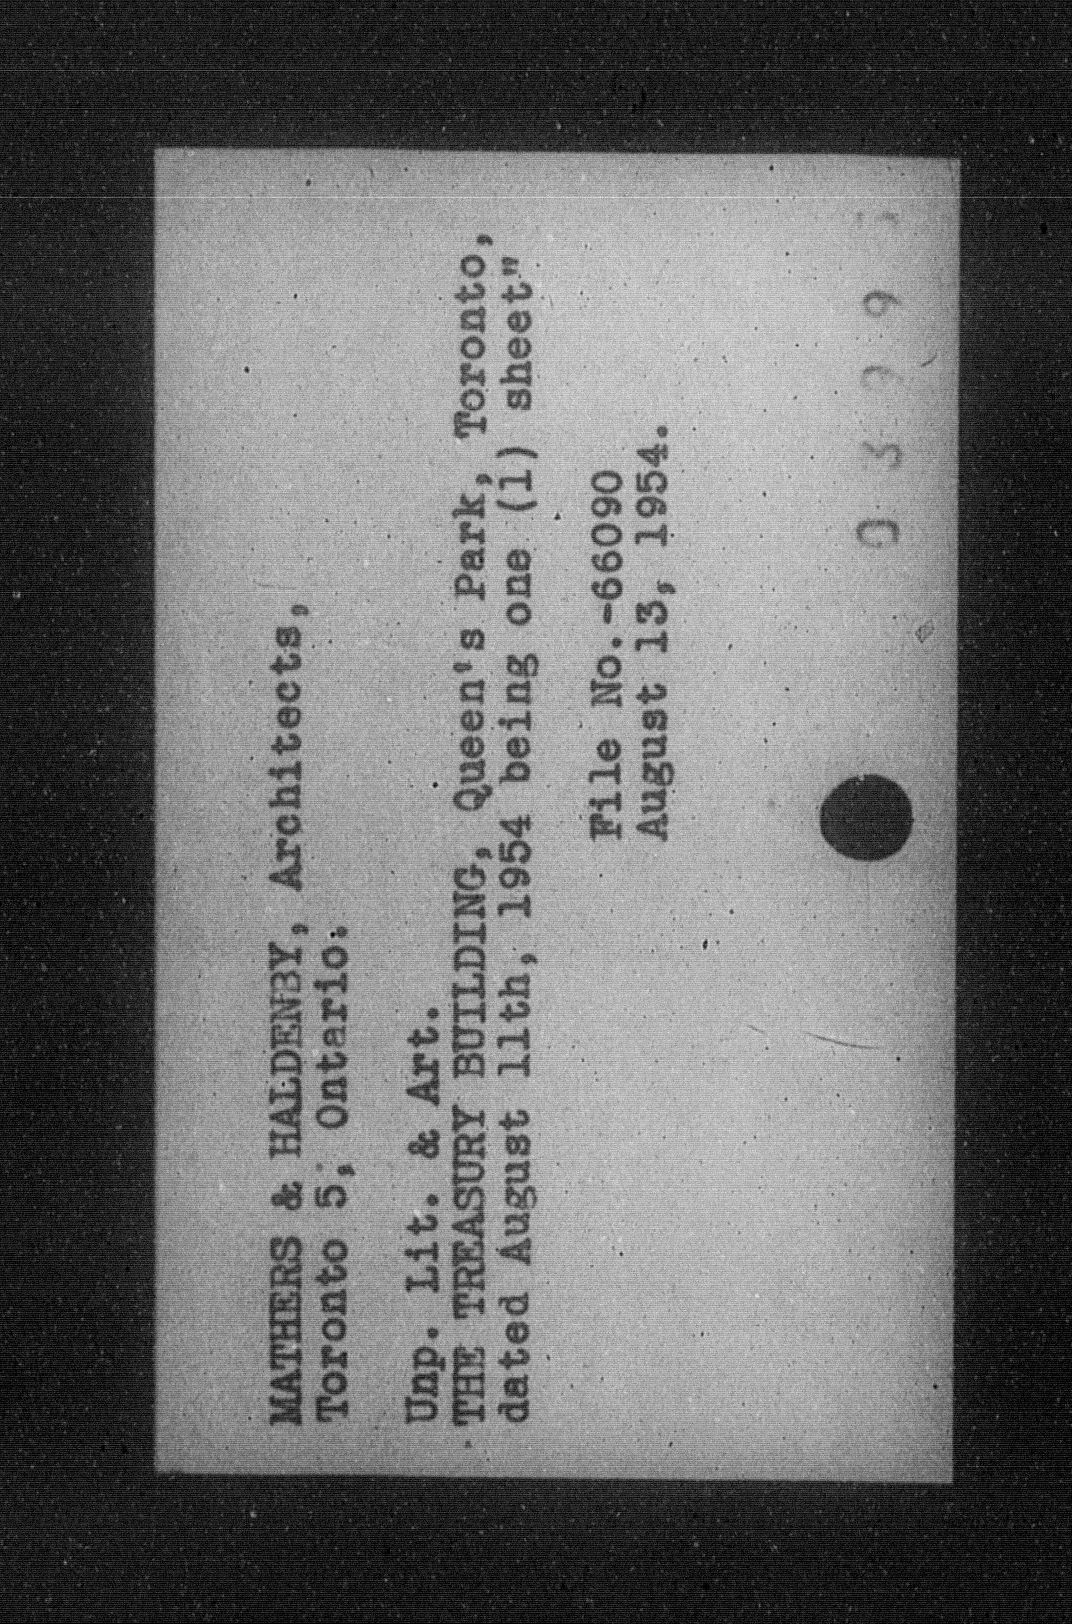 MATHERS & HALDENBY, Architects,
Toronto 5, Ontario.
Unp. Lit. & Art.
THE TREASURY BUILDING, Queen's Park, Toronto,
dated August 11th, 1954 being one (1) sheet"
File No.-66090
August 13, 1954.